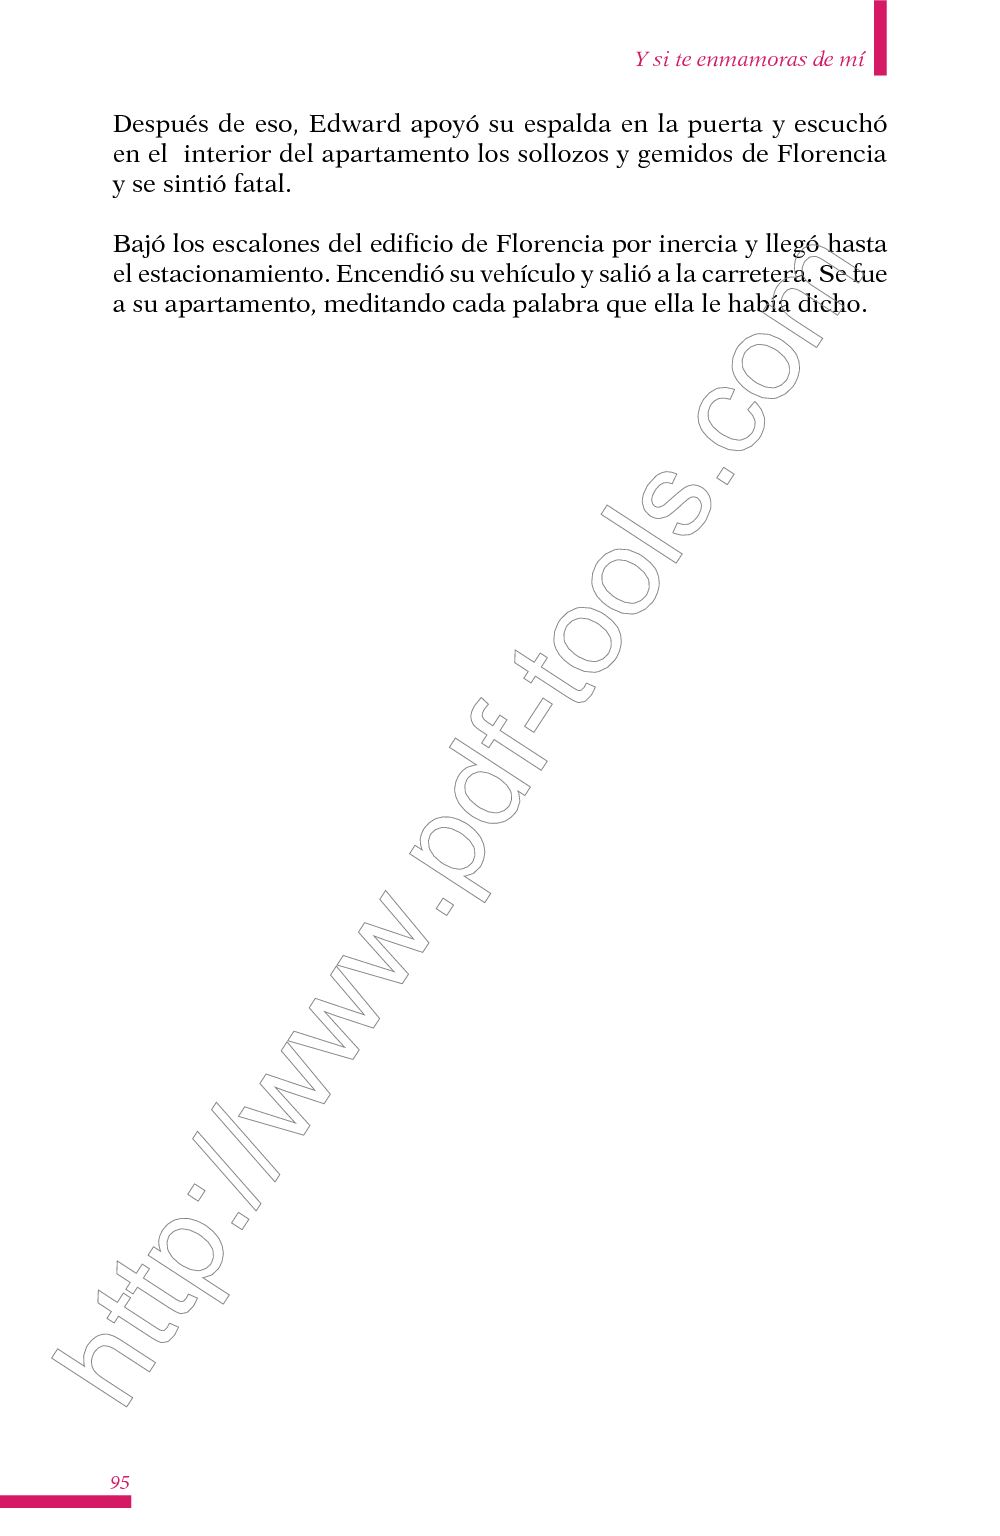 Y si te enmamoras de mí
Después de eso, Edward apoyó su espalda en la puerta y escuchó
en el  interior del apartamento los sollozos y gemidos de Florencia
y se sintió fatal.
Bajó los escalones del edificio de Florencia por inercia y llegó hasta
el estacionamiento. Encendió su vehículo y salió a la carretera. Se fue
a su apartamento, meditando cada palabra que ella le había dicho.
http://www.pdf-tools.com
95